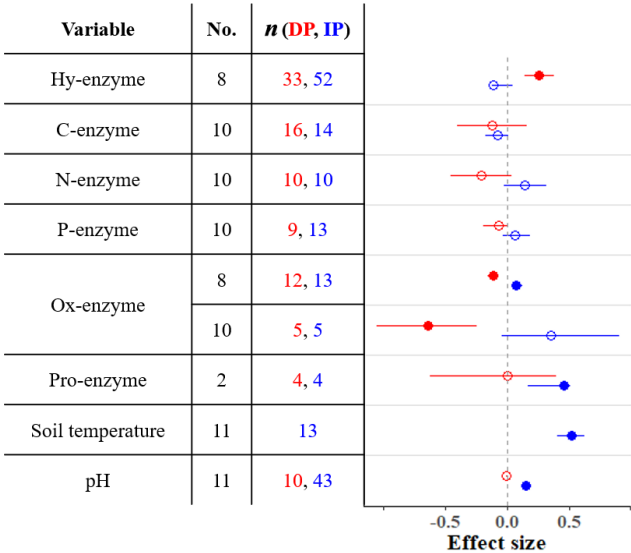 Variable No. n (DP, IP)
Hy-enzyme 8 33, 52
C-enzyme 10 16, 14
N-enzyme 10 10, 10
P-enzyme 10 9, 13
Ox-enzyme 8 12, 13
10 5, 5
Pro-enzyme 2 4, 4
Soil temperature 11 13
pH 11 10, 43
-0.5 0.0 0.5
Effect size